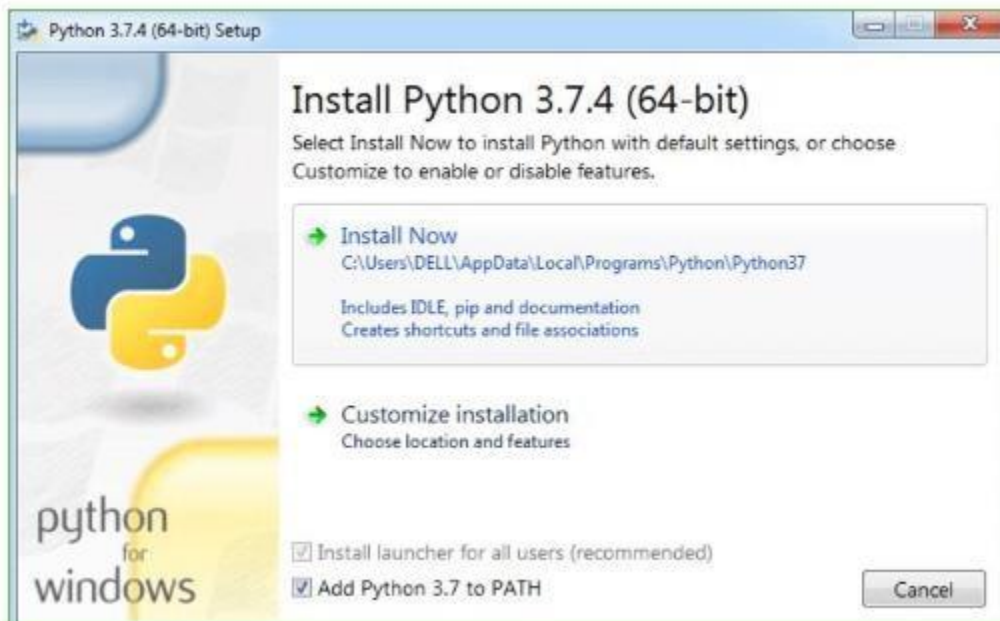 Python 3.7.4 (64-bit) Setup
Install Python 3.7.4 (64-bit)
Select Install Now to install Python with default settings, or choose
Customize to enable or disable features.
Install Now
C:\Users\DELL\AppData\Local\Programs\Python\Python37
Includes IDLE, pip and documentation
Creates shortcuts and file associations
Customize installation
Choose location and features
python
for
windows
Install launcher for all users (recommended)
Add Python 3.7 to PATH
Cancel